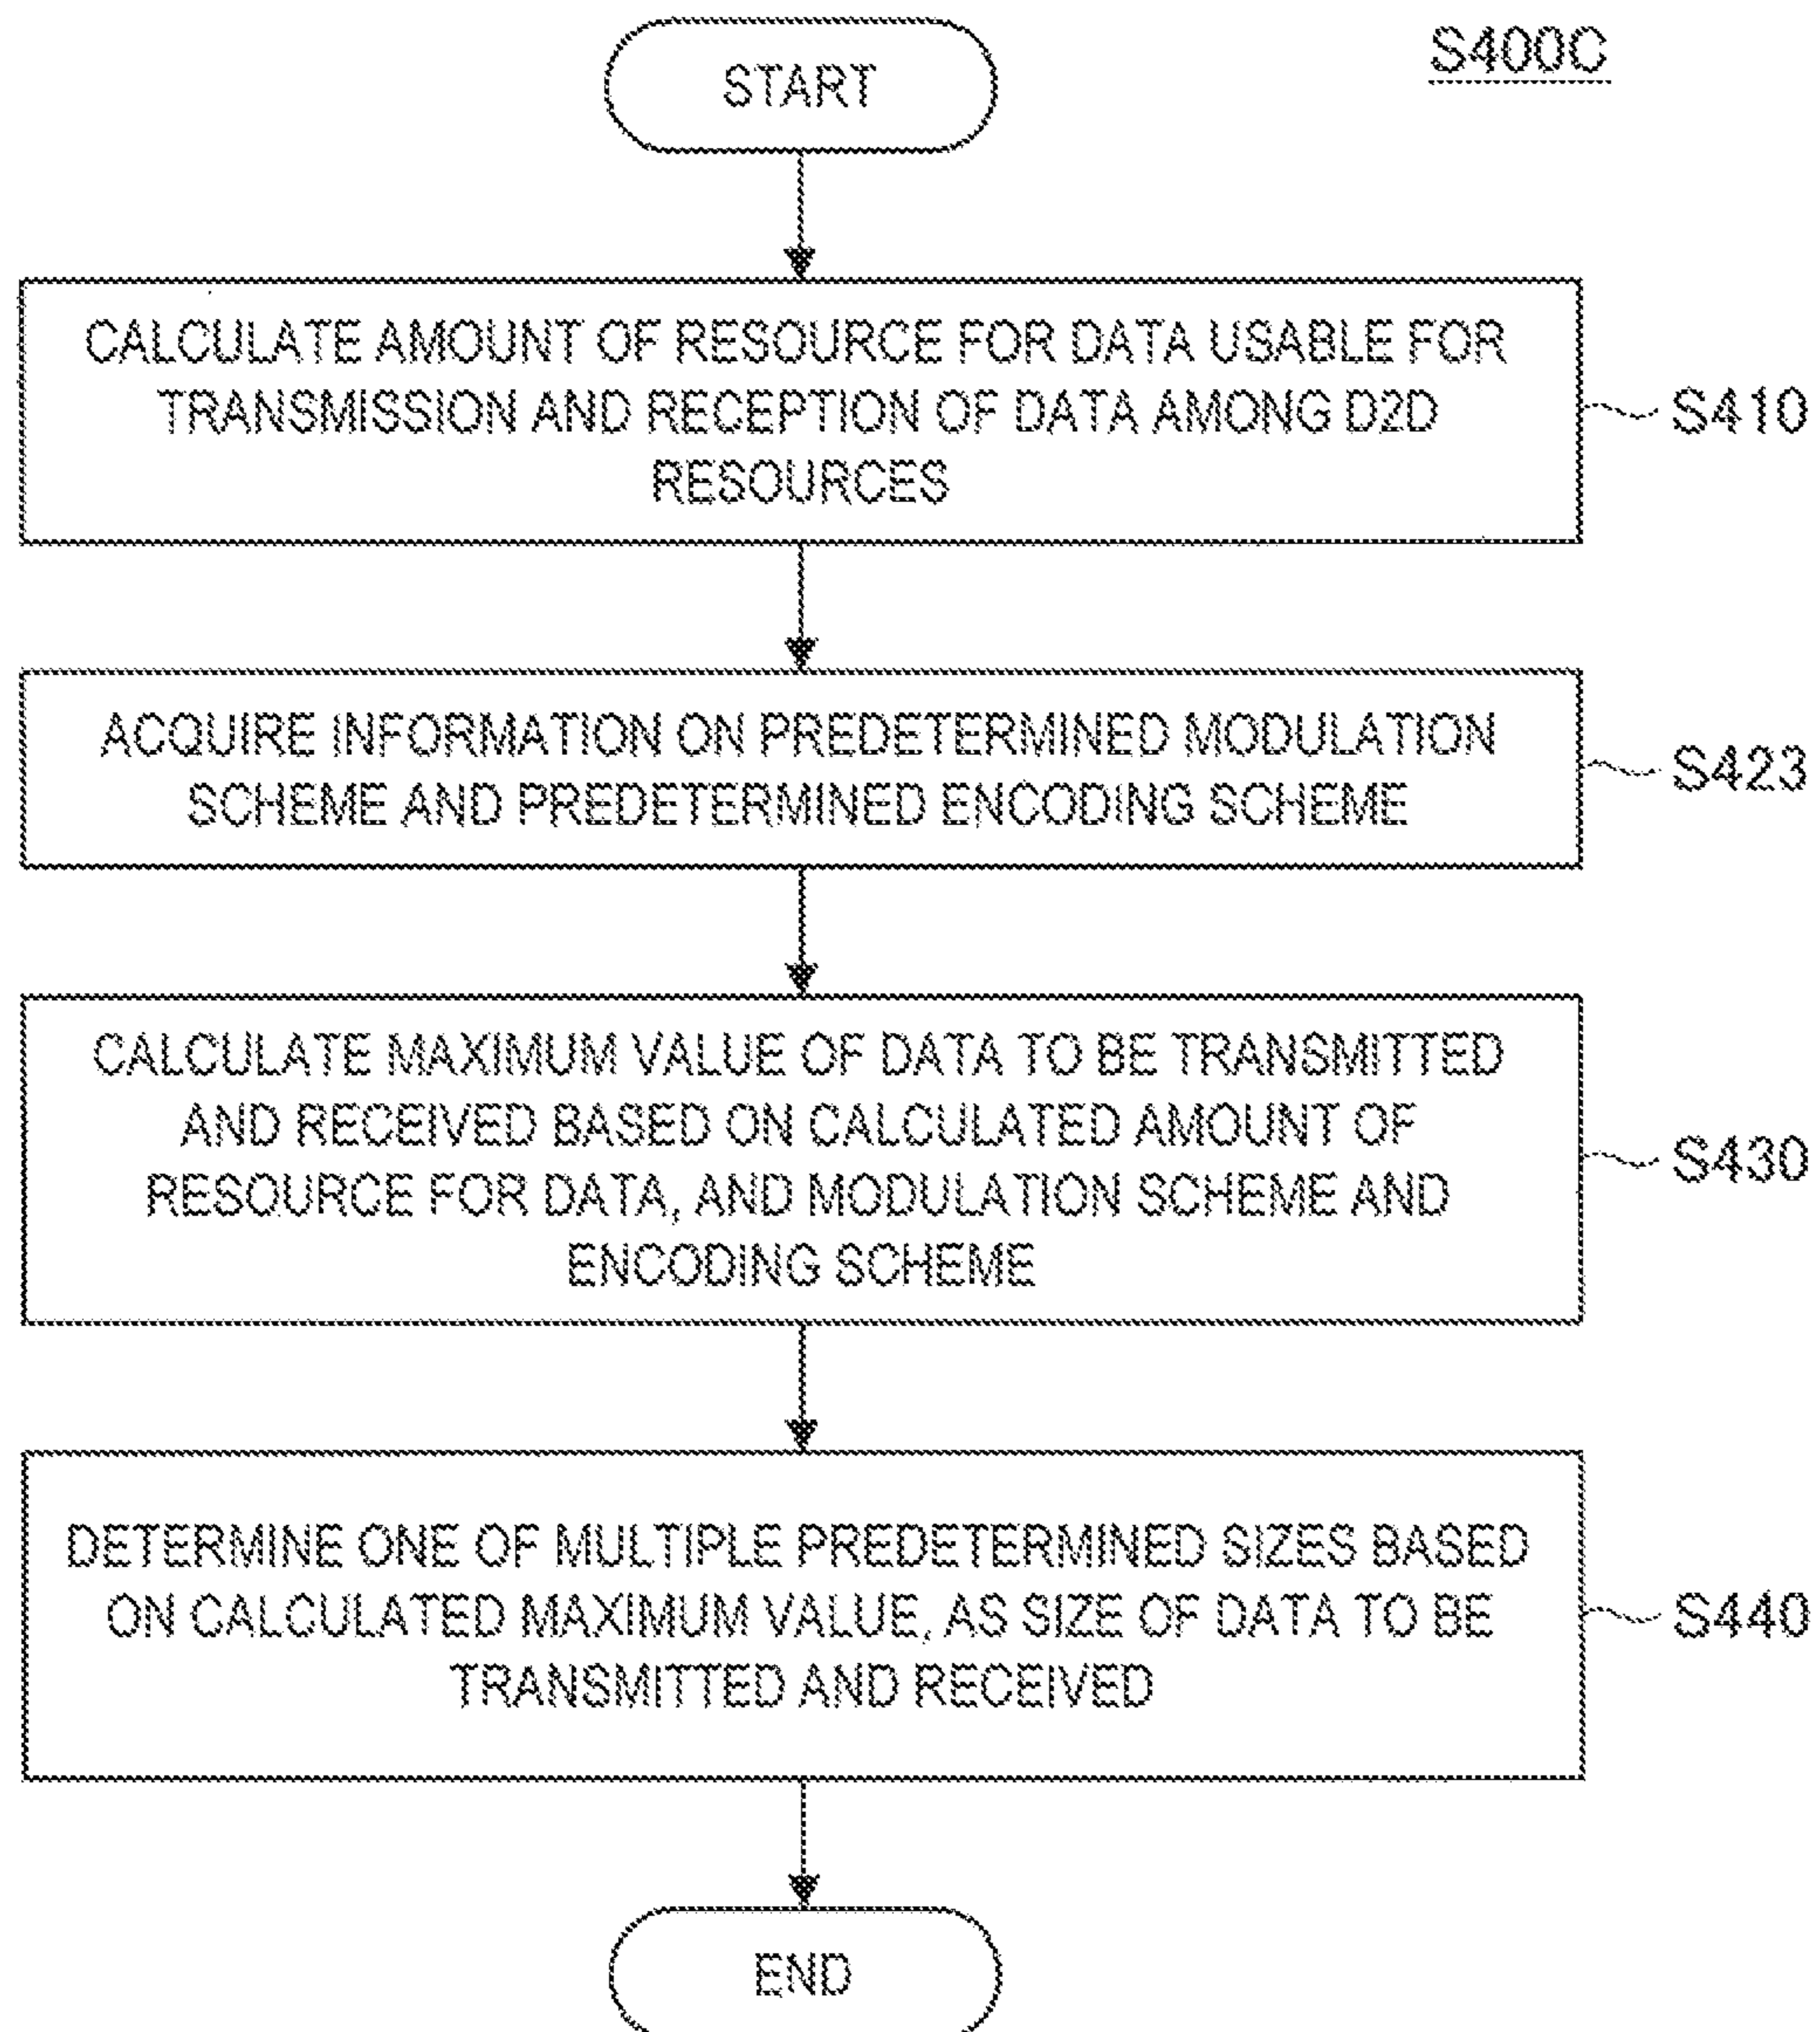 S400C
START
CALCULATE AMOUNT OF RESOURCE FOR DATA USABLE FOR
TRANSMISSION AND RECEPTION OF DATA AMONG D2D
RESOURCES
S410
ACQUIRE INFORMATION ON PREDETERMINED MODULATION
SCHEME AND PREDETERMINED ENCODING SCHEME
S423
CALCULATE MAXIMUM VALUE OF DATA TO BE TRANSMITTED
AND RECEIVED BASED ON CALCULATED AMOUNT OF
RESOURCE FOR DATA, AND MODULATION SCHEME AND
ENCODING SCHEME
S430
DETERMINE ONE OF MULTIPLE PREDETERMINED SIZES BASED
ON CALCULATED MAXIMUM VALUE, AS SIZE OF DATA TO BE
TRANSMITTED AND RECEIVED
S440
END